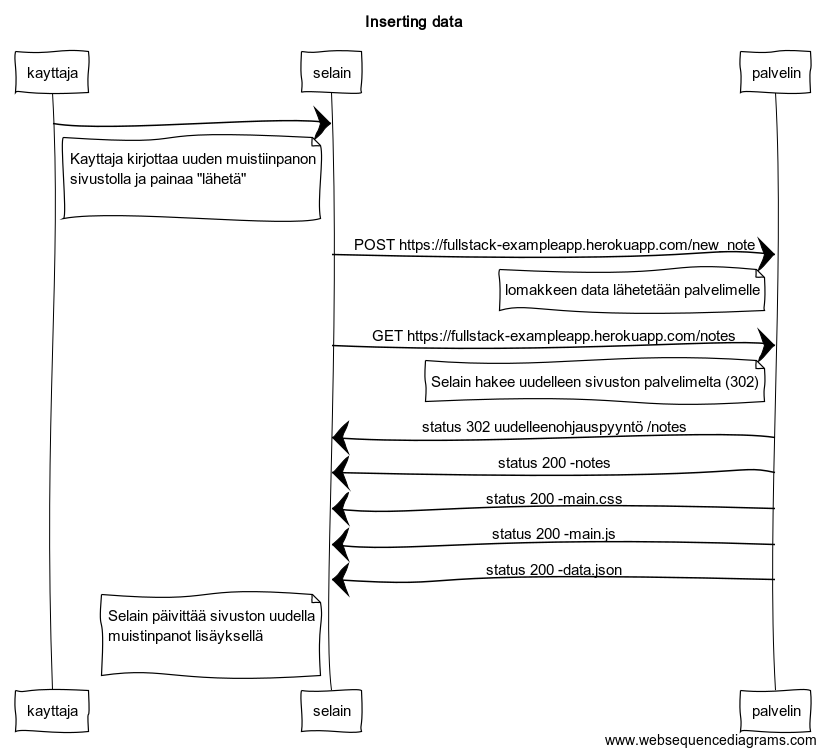 Inserting data
kayttaja
selain
palvelin
Kayttaja kirjottaa uuden muistiinpanon
sivustolla ja painaa "lähetä"
POST https://fullstack-exampleapp.herokuapp.com/new_note
lomakkeen data lähetetään palvelimelle
GET https://fullstack-exampleapp.herokuapp.com/notes
Selain hakee uudelleen sivuston palvelimelta (302)
status 302 uudelleenohjauspyyntö /notes
status 200 -notes
status 200 -main.css
status 200 -main.js
status 200 -data.json
Selain päivittää sivuston uudella
muistinpanot lisäyksellä
kayttaja
selain
palvelin
www.websequencediagrams.com